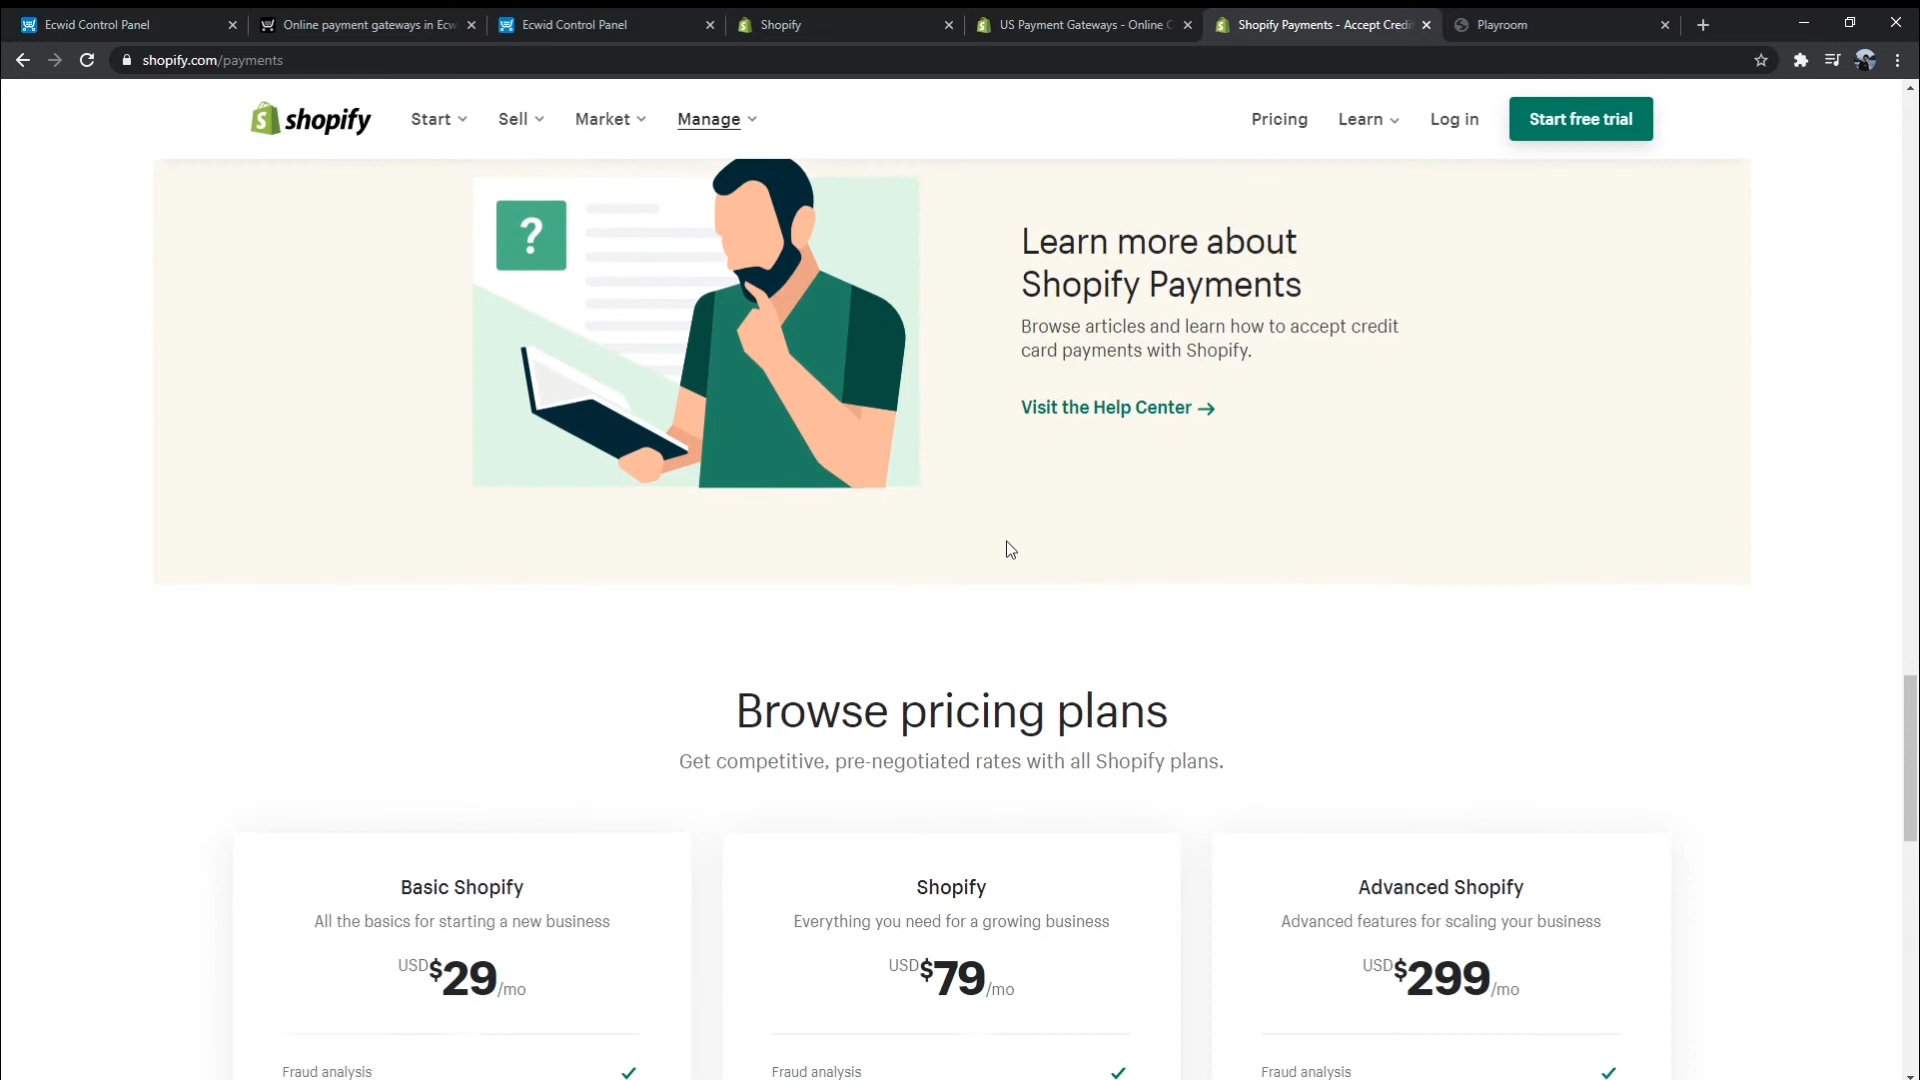 Ecwid Control Panel
Online payment gateways in Ecw
Ecwid Control Panel
Shopify
US Payment Gateways - Online C
Shopify Payments - Accept Credi
Playroom
shopify.com/payments
shopify
Start
Sell
Market
Manage
Pricing
Learn
Log in
Start free trial
?
Learn more about
Shopify Payments
Browse articles and learn how to accept credit
card payments with Shopify.
Visit the Help Center →
Browse pricing plans
Get competitive, pre-negotiated rates with all Shopify plans.
Basic Shopify
All the basics for starting a new business
USD$29/mo
Fraud analysis
Shopify
Everything you need for a growing business
USD$79/mo
Fraud analysis
Advanced Shopify
Advanced features for scaling your business
USD$299/mo
Fraud analysis